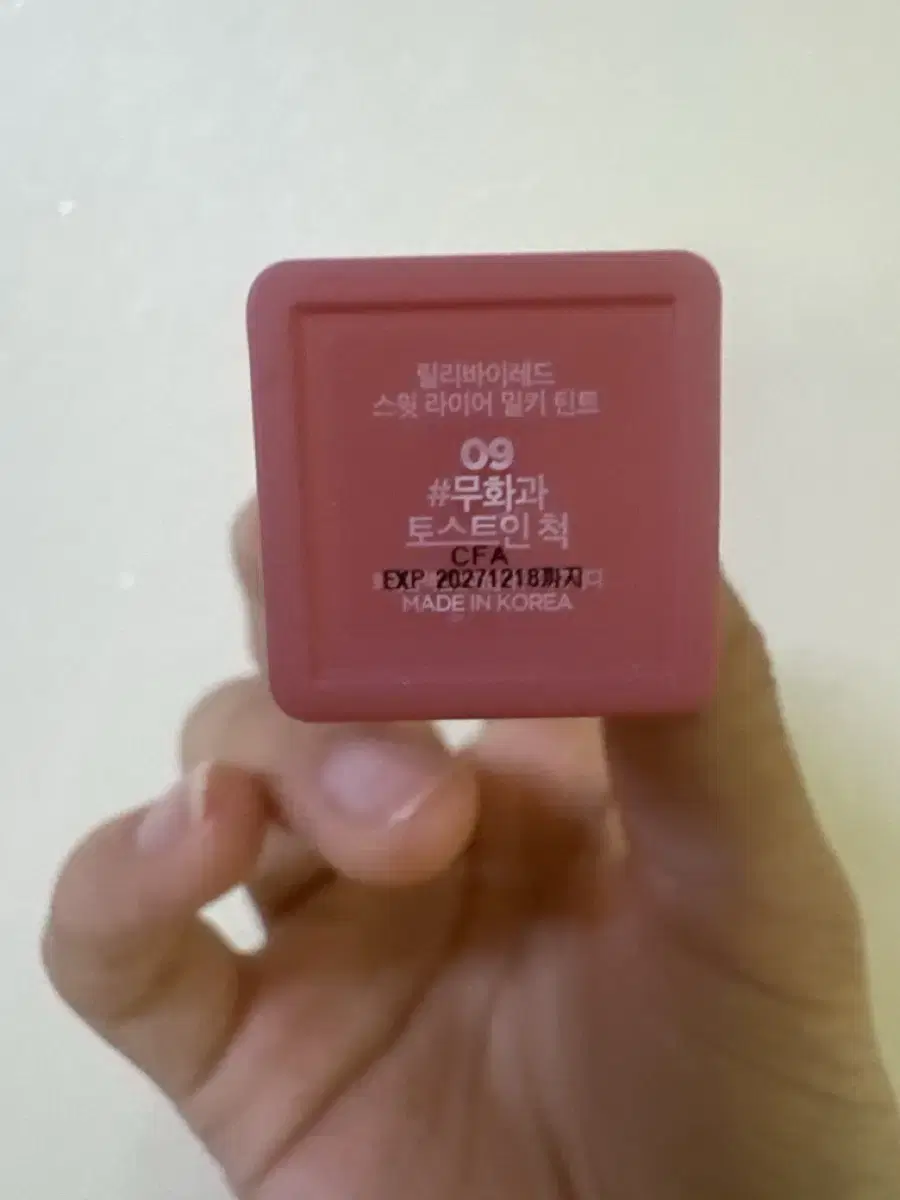 릴리바이레드
스윗 라이어 밀키 틴트
09
#무화과
토스트인 척
CFA
EXP 20271218까지
MADE IN KOREA